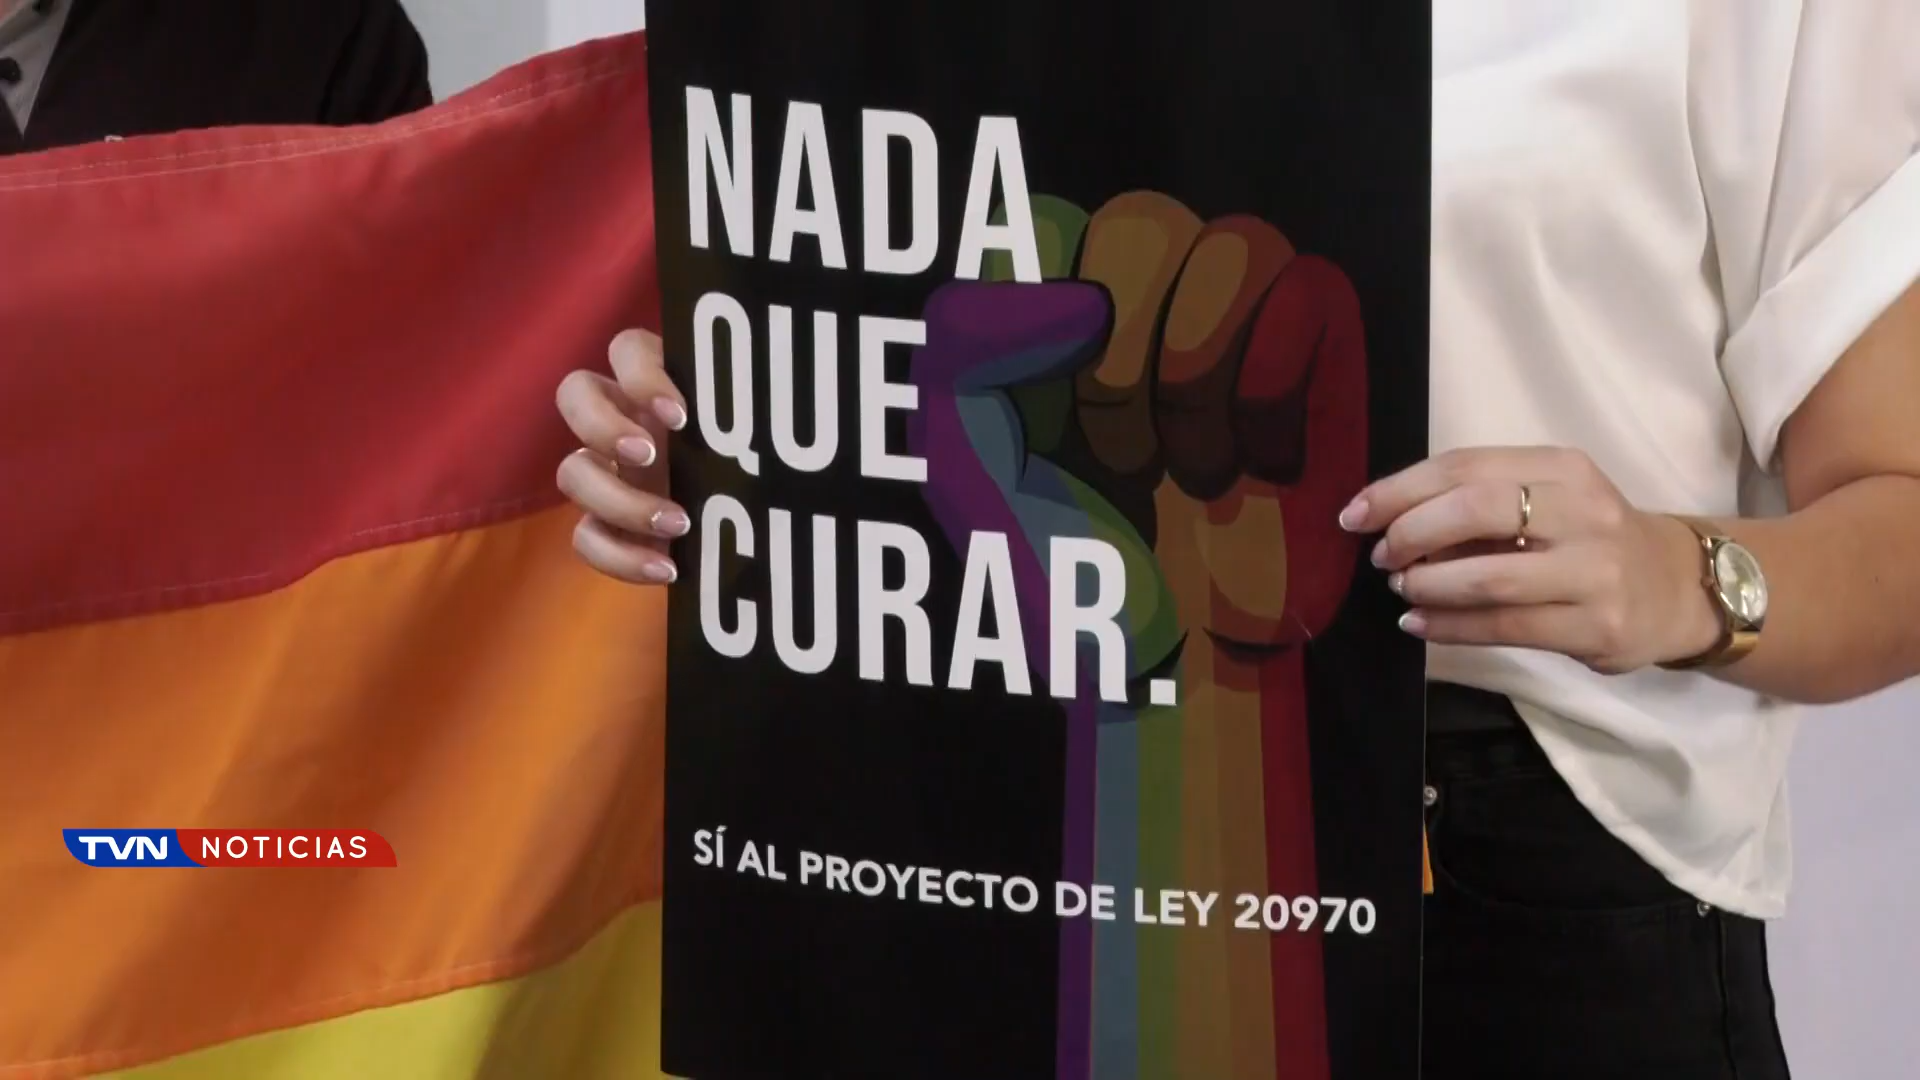 NADA
QUE
CURAR.
SÍ AL PROYECTO DE LEY 20970
TVN NOTICIAS